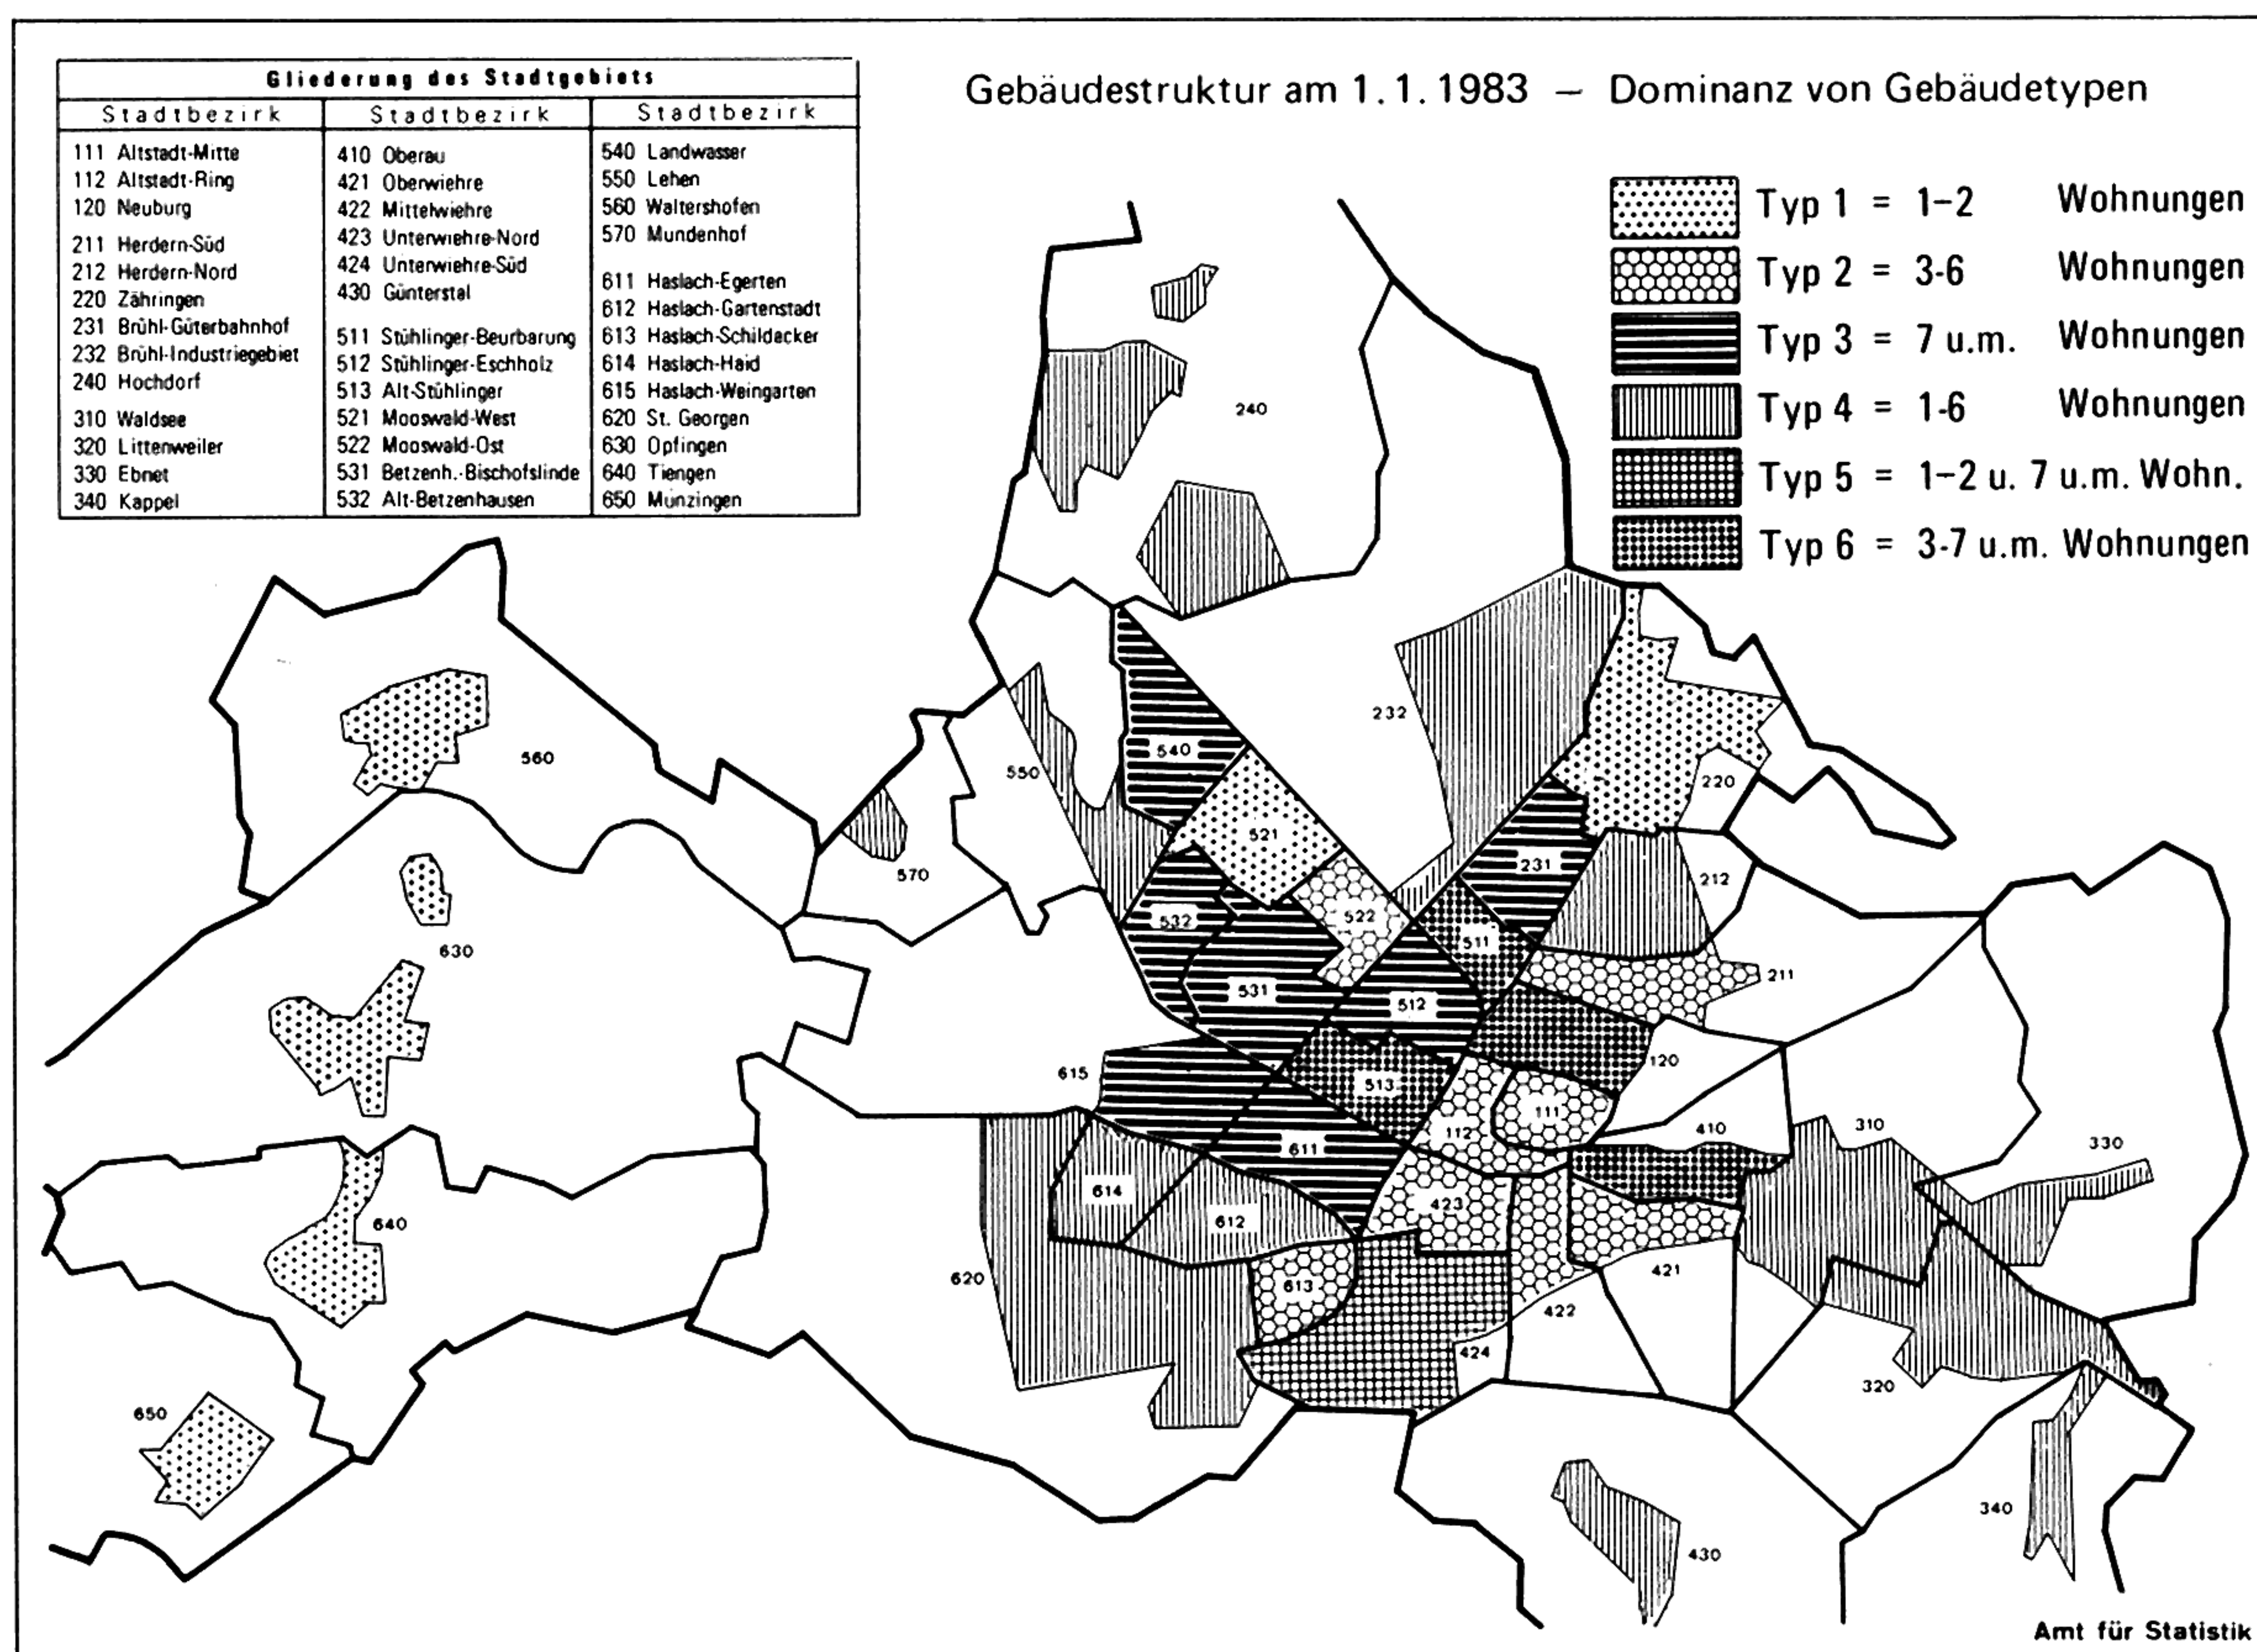 Gliederung des Stadtgebiets
Stadtbezirk
111 Altstadt-Mitte
112 Altstadt-Ring
120 Neuburg
211 Herdern-Süd
212 Herdern-Nord
220 Zähringen
231 Brühl-Güterbahnhof
232 Brühl-Industriegebiet
240 Hochdorf
310 Waldsee
320 Littenweiler
330 Ebnet
340 Kappel
Stadtbezirk
410 Oberau
421 Oberwiehre
422 Mittelwiehre
423 Unterwiehre-Nord
424 Unterwiehre-Süd
430 Günterstal
511 Stühlinger-Beurbarung
512 Stühlinger-Eschholz
513 Alt-Stühlinger
521 Mooswald-West
522 Mooswald-Ost
531 Betzenh.-Bischofslinde
532 Alt-Betzenhausen
Stadtbezirk
540 Landwasser
550 Lehen
560 Waltershofen
570 Mundenhof
611 Haslach-Egerten
612 Haslach-Gartenstadt
613 Haslach-Schildacker
614 Haslach-Haid
615 Haslach-Weingarten
620 St. Georgen
630 Opfingen
640 Tiengen
650 Munzingen
Gebäudestruktur am 1.1.1983 – Dominanz von Gebäudetypen
Typ 1 = 1–2 Wohnungen
Typ 2 = 3-6 Wohnungen
Typ 3 = 7 u.m. Wohnungen
Typ 4 = 1-6 Wohnungen
Typ 5 = 1–2 u. 7 u.m. Wohn.
Typ 6 = 3-7 u.m. Wohnungen
240
232
540
550
560
220
521
231
570
212
522
532
511
630
211
531
512
120
615
513
111
310
410
112
330
611
614
423
640
612
421
620
613
422
424
320
650
340
430
Amt für Statistik